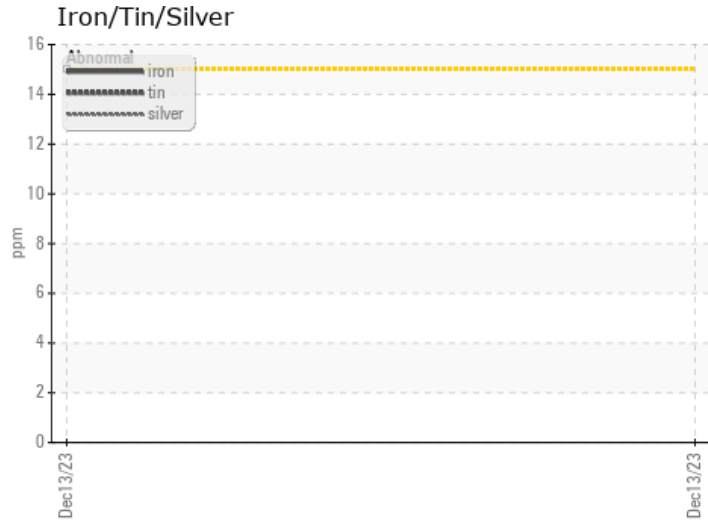 Iron/Tin/Silver
16
Abnormal
iron
14
tin
silver
12
10
ppm
8
6
4
2
0
Dec13/23
Dec13/23